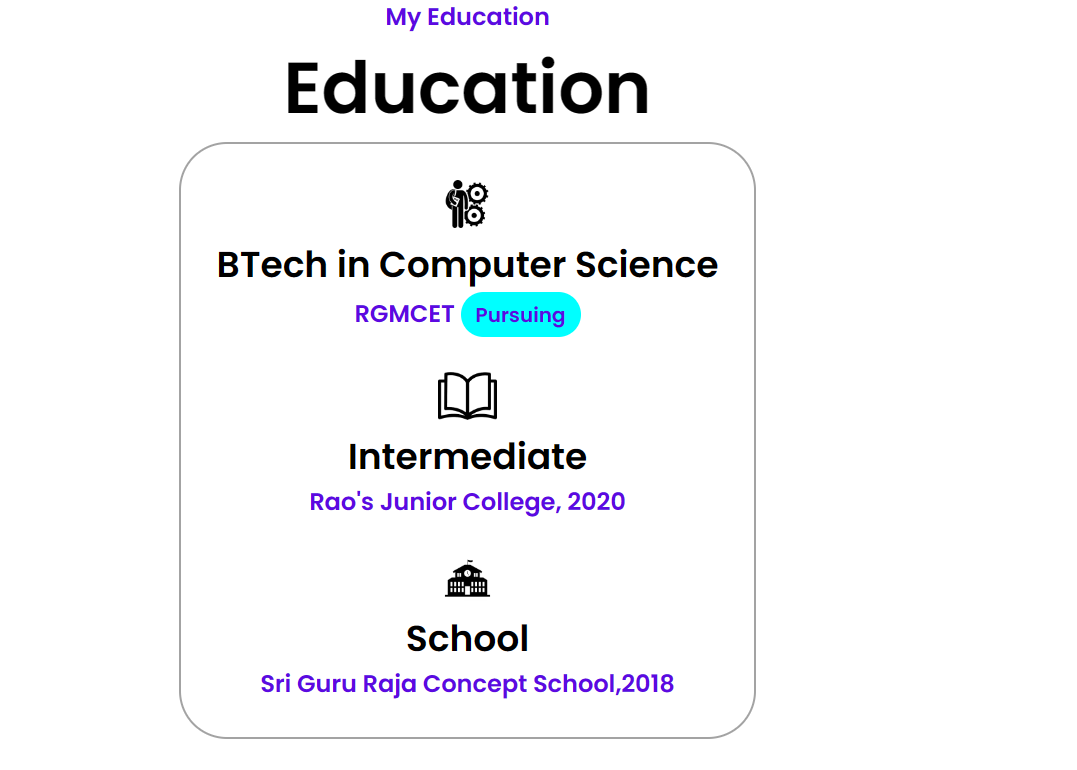 My Education
Education
BTech in Computer Science
RGMCET Pursuing
Intermediate
Rao's Junior College, 2020
School
Sri Guru Raja Concept School,2018